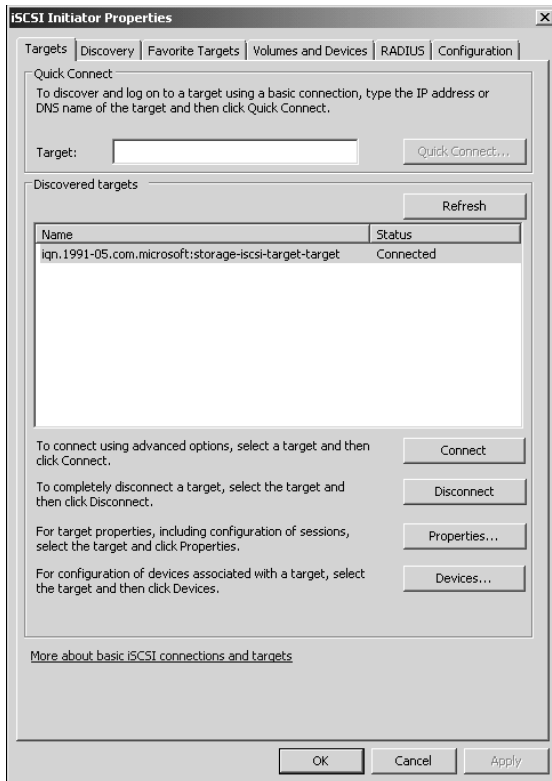 iSCSI Initiator Properties
Targets
Discovery
Favorite Targets
Volumes and Devices
RADIUS
Configuration
Quick Connect
To discover and log on to a target using a basic connection, type the IP address or
DNS name of the target and then click Quick Connect.
Target:
Quick Connect...
Discovered targets
Refresh
Name
Status
iqn.1991-05.com.microsoft:storage-iscsi-target-target
Connected
To connect using advanced options, select a target and then
click Connect.
Connect
To completely disconnect a target, select the target and
then click Disconnect.
Disconnect
For target properties, including configuration of sessions,
select the target and click Properties.
Properties...
For configuration of devices associated with a target, select
the target and then click Devices.
Devices...
More about basic iSCSI connections and targets
OK
Cancel
Apply